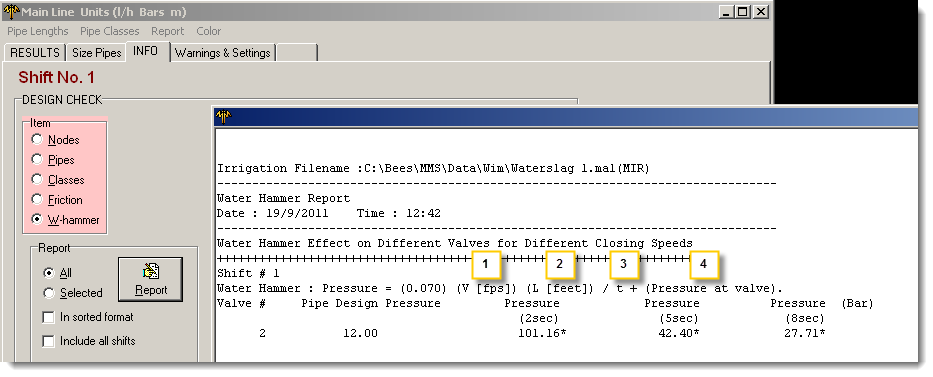 Main Line Units (l/h Bars m)
Pipe Lengths Pipe Classes Report Color
RESULTS Size Pipes INFO Warnings & Settings
Shift No. 1
DESIGN CHECK
Item
Nodes
Pipes
Classes
Friction
W-hammer
Report
All
Selected
Report
In sorted format
Include all shifts
Irrigation Filename :C:\Bees\MMS\Data\Wim\Waterslag 1.mal(MIR)
--------------------------------------------------------------------------------
Water Hammer Report
Date : 19/9/2011 Time : 12:42
--------------------------------------------------------------------------------
Water Hammer Effect on Different Valves for Different Closing Speeds
++++++++++++++++++++++++++++++++++++++++++++++++++++++++++++++++++++
1 2 3 4
Shift # 1
Water Hammer : Pressure = (0.070) (V [fps]) (L [feet]) / t + (Pressure at valve).
Valve # Pipe Design Pressure Pressure Pressure Pressure (Bar)
(2sec) (5sec) (8sec)
2 12.00 101.16* 42.40* 27.71*